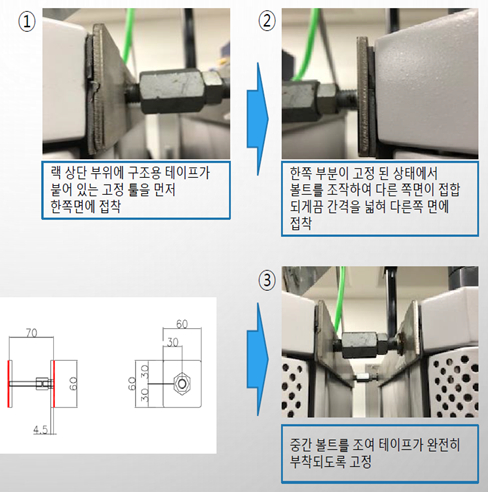 ①
랙 상단 부위에 구조용 테이프가
붙어 있는 고정 툴을 먼저
한쪽면에 접착
②
한쪽 부분이 고정 된 상태에서
볼트를 조작하여 다른 쪽면이 접합
되게끔 간격을 넓혀 다른쪽 면에
접착
③
중간 볼트를 조여 테이프가 완전히
부착되도록 고정
70
60
4.5
60
30
60
30
30